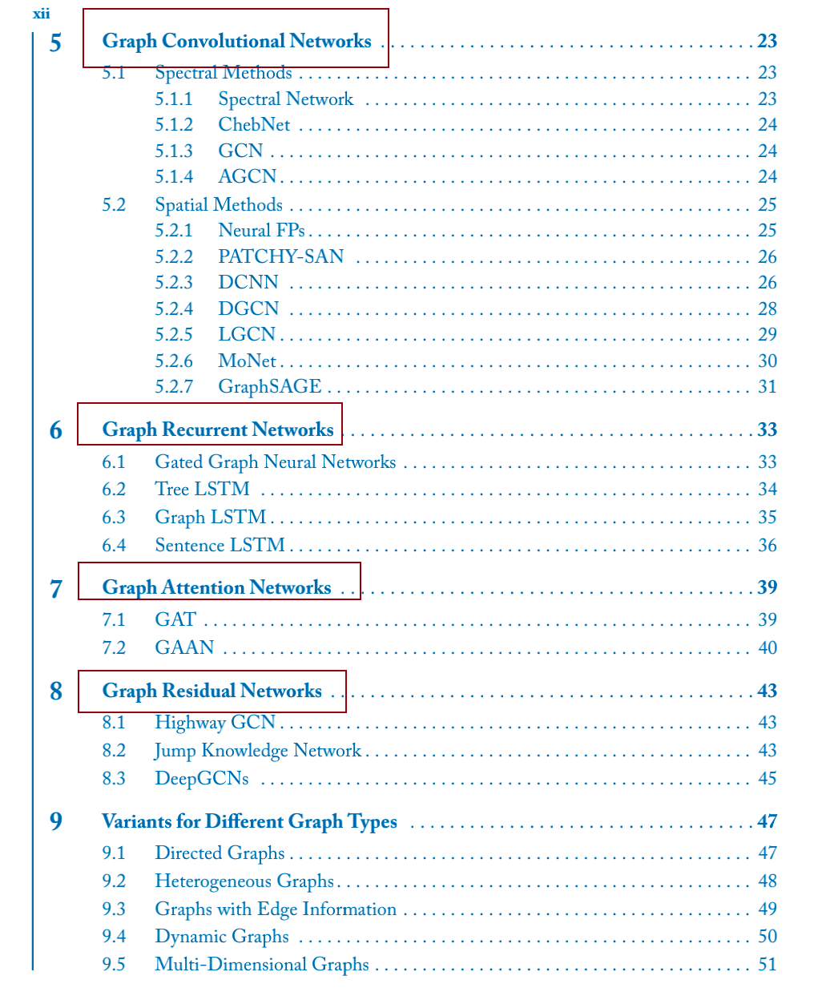 xii
5 Graph Convolutional Networks . . . . . . . . . . . . . . . . . . . . . . . . . . . . . . . . . . . . . . . . 23
5.1 Spectral Methods . . . . . . . . . . . . . . . . . . . . . . . . . . . . . . . . . . . . . . . . . . . . . . . . 23
5.1.1 Spectral Network . . . . . . . . . . . . . . . . . . . . . . . . . . . . . . . . . . . . . . . . . 23
5.1.2 ChebNet . . . . . . . . . . . . . . . . . . . . . . . . . . . . . . . . . . . . . . . . . . . . . . . . 24
5.1.3 GCN . . . . . . . . . . . . . . . . . . . . . . . . . . . . . . . . . . . . . . . . . . . . . . . . . . . 24
5.1.4 AGCN . . . . . . . . . . . . . . . . . . . . . . . . . . . . . . . . . . . . . . . . . . . . . . . . . . 24
5.2 Spatial Methods . . . . . . . . . . . . . . . . . . . . . . . . . . . . . . . . . . . . . . . . . . . . . . . . . 25
5.2.1 Neural FPs . . . . . . . . . . . . . . . . . . . . . . . . . . . . . . . . . . . . . . . . . . . . . . . 25
5.2.2 PATCHY-SAN . . . . . . . . . . . . . . . . . . . . . . . . . . . . . . . . . . . . . . . . . . 26
5.2.3 DCNN . . . . . . . . . . . . . . . . . . . . . . . . . . . . . . . . . . . . . . . . . . . . . . . . . 26
5.2.4 DGCN . . . . . . . . . . . . . . . . . . . . . . . . . . . . . . . . . . . . . . . . . . . . . . . . . 28
5.2.5 LGCN . . . . . . . . . . . . . . . . . . . . . . . . . . . . . . . . . . . . . . . . . . . . . . . . . . 29
5.2.6 MoNet . . . . . . . . . . . . . . . . . . . . . . . . . . . . . . . . . . . . . . . . . . . . . . . . . . 30
5.2.7 GraphSAGE . . . . . . . . . . . . . . . . . . . . . . . . . . . . . . . . . . . . . . . . . . . . . 31
6 Graph Recurrent Networks . . . . . . . . . . . . . . . . . . . . . . . . . . . . . . . . . . . . . . . . . . . . 33
6.1 Gated Graph Neural Networks . . . . . . . . . . . . . . . . . . . . . . . . . . . . . . . . . . . . . 33
6.2 Tree LSTM . . . . . . . . . . . . . . . . . . . . . . . . . . . . . . . . . . . . . . . . . . . . . . . . . . . . 34
6.3 Graph LSTM . . . . . . . . . . . . . . . . . . . . . . . . . . . . . . . . . . . . . . . . . . . . . . . . . . . 35
6.4 Sentence LSTM . . . . . . . . . . . . . . . . . . . . . . . . . . . . . . . . . . . . . . . . . . . . . . . . . 36
7 Graph Attention Networks . . . . . . . . . . . . . . . . . . . . . . . . . . . . . . . . . . . . . . . . . . . . 39
7.1 GAT . . . . . . . . . . . . . . . . . . . . . . . . . . . . . . . . . . . . . . . . . . . . . . . . . . . . . . . . . . 39
7.2 GAAN . . . . . . . . . . . . . . . . . . . . . . . . . . . . . . . . . . . . . . . . . . . . . . . . . . . . . . . . 40
8 Graph Residual Networks . . . . . . . . . . . . . . . . . . . . . . . . . . . . . . . . . . . . . . . . . . . . . 43
8.1 Highway GCN . . . . . . . . . . . . . . . . . . . . . . . . . . . . . . . . . . . . . . . . . . . . . . . . . . 43
8.2 Jump Knowledge Network . . . . . . . . . . . . . . . . . . . . . . . . . . . . . . . . . . . . . . . . . 43
8.3 DeepGCNs . . . . . . . . . . . . . . . . . . . . . . . . . . . . . . . . . . . . . . . . . . . . . . . . . . . . 45
9 Variants for Different Graph Types . . . . . . . . . . . . . . . . . . . . . . . . . . . . . . . . . . . . . 47
9.1 Directed Graphs . . . . . . . . . . . . . . . . . . . . . . . . . . . . . . . . . . . . . . . . . . . . . . . . . 47
9.2 Heterogeneous Graphs . . . . . . . . . . . . . . . . . . . . . . . . . . . . . . . . . . . . . . . . . . . . 48
9.3 Graphs with Edge Information . . . . . . . . . . . . . . . . . . . . . . . . . . . . . . . . . . . . . 49
9.4 Dynamic Graphs . . . . . . . . . . . . . . . . . . . . . . . . . . . . . . . . . . . . . . . . . . . . . . . . 50
9.5 Multi-Dimensional Graphs . . . . . . . . . . . . . . . . . . . . . . . . . . . . . . . . . . . . . . . . 51